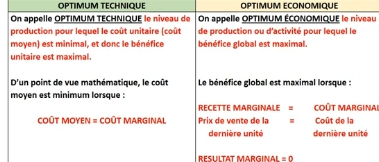 OPTIMUM TECHNIQUE
On appelle OPTIMUM TECHNIQUE le niveau de
production pour lequel le coût unitaire (coût
moyen) est minimal, et donc le bénéfice
unitaire est maximal.
D'un point de vue mathématique, le coût
moyen est minimum lorsque :
COÛT MOYEN = COÛT MARGINAL
OPTIMUM ECONOMIQUE
On appelle OPTIMUM ÉCONOMIQUE le niveau
de production ou d'activité pour lequel le
bénéfice global est maximal.
Le bénéfice global est maximal lorsque :
RECETTE MARGINALE = COÛT MARGINAL
Prix de vente de la = Coût de la
dernière unité dernière unité
RESULTAT MARGINAL = 0